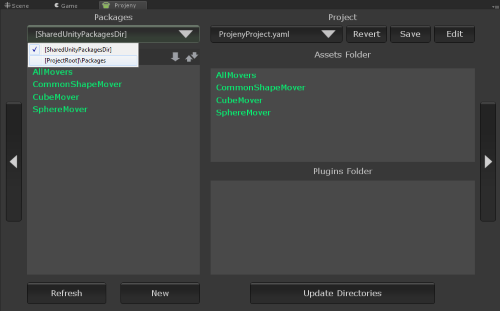 Scene
Game
Projeny
Packages
[SharedUnityPackagesDir]
[SharedUnityPackagesDir]
[ProjectRoot]\Packages
AllMovers
CommonShapeMover
CubeMover
SphereMover
Refresh
New
Project
ProjenyProject.yaml
Revert
Save
Edit
Assets Folder
AllMovers
CommonShapeMover
CubeMover
SphereMover
Plugins Folder
Update Directories